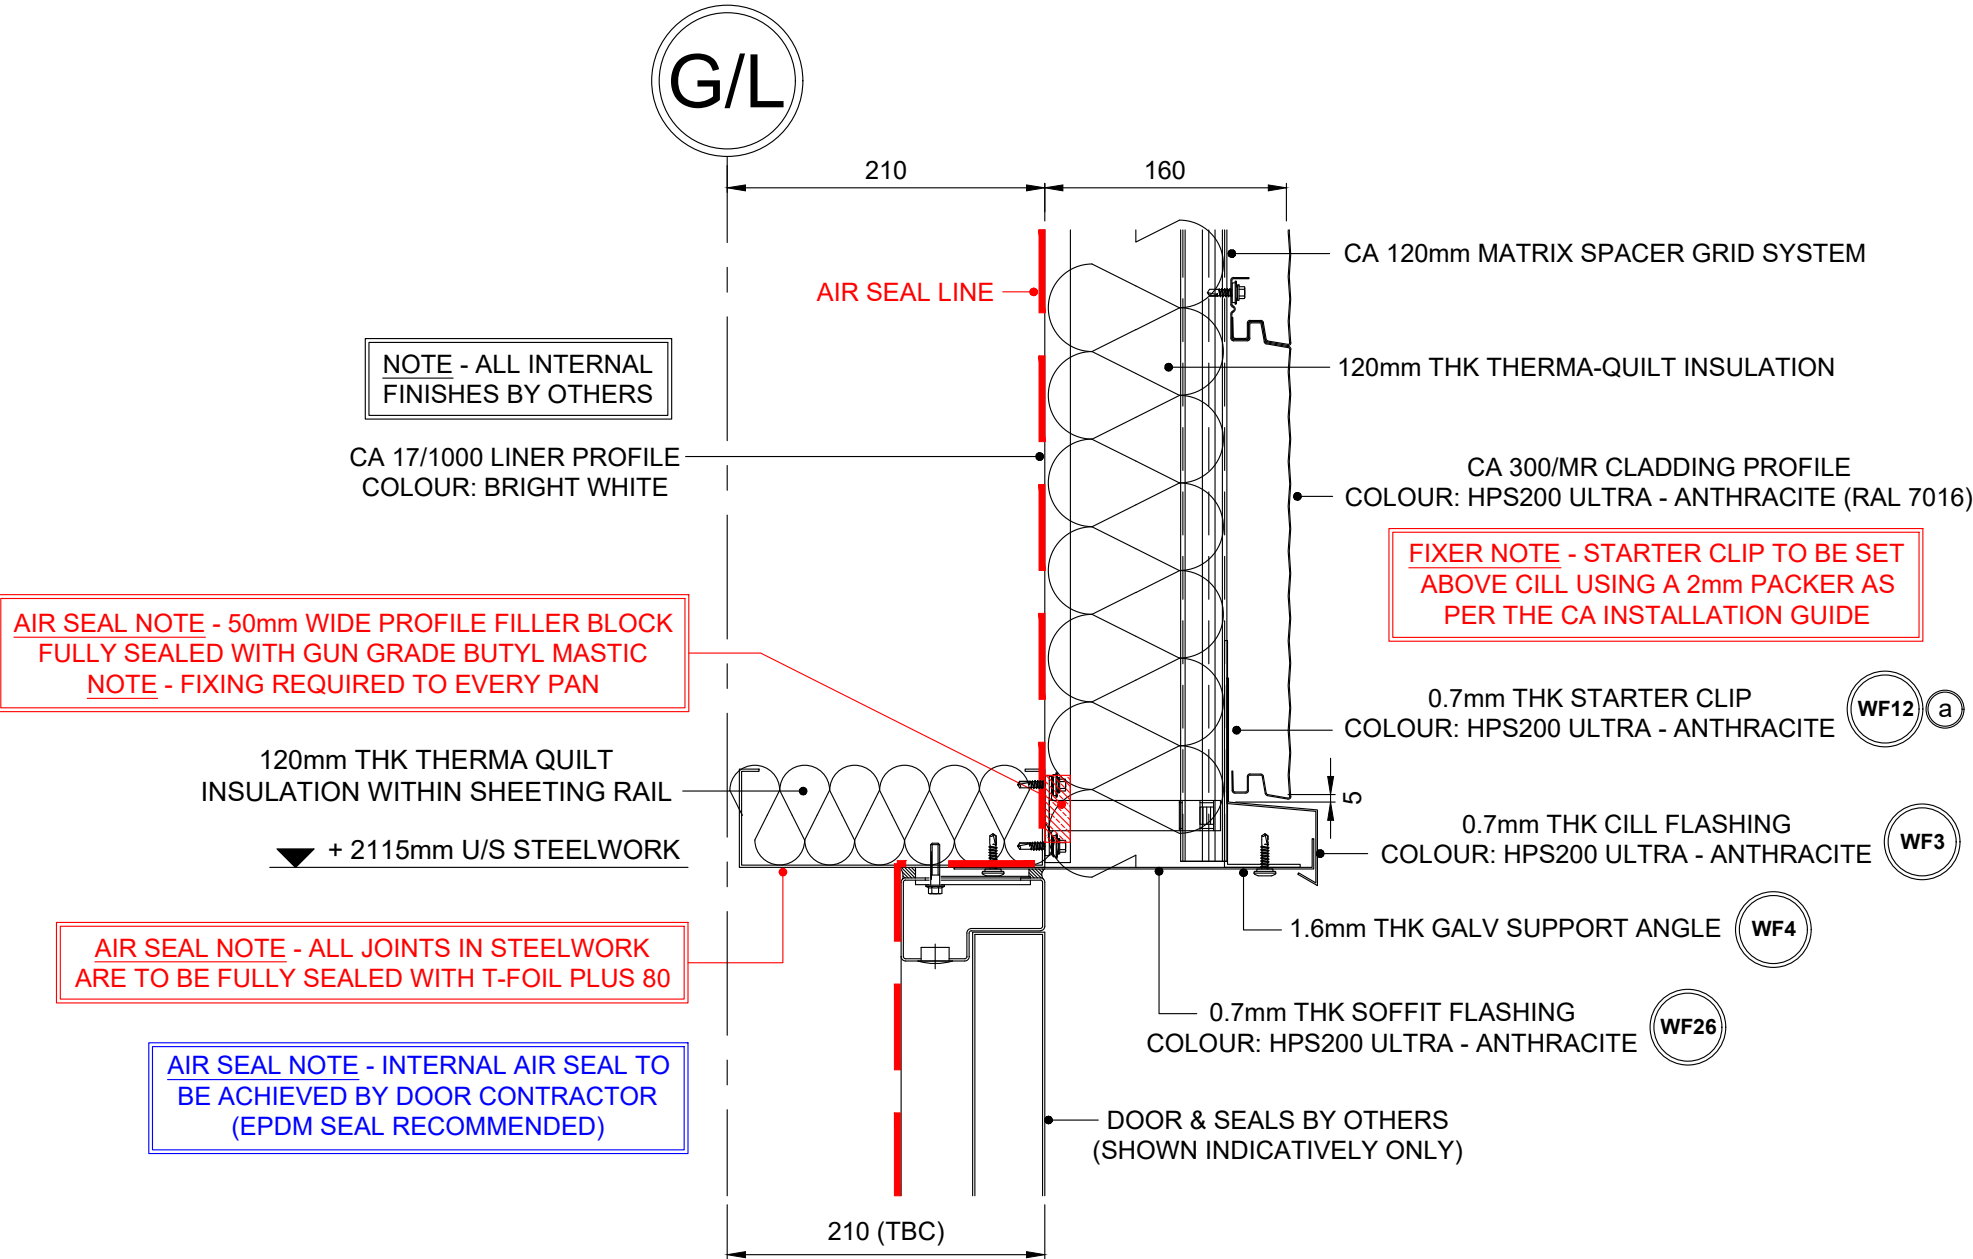 G/L
210
160
CA 120mm MATRIX SPACER GRID SYSTEM
AIR SEAL LINE
NOTE - ALL INTERNAL
FINISHES BY OTHERS
120mm THK THERMA-QUILT INSULATION
CA 17/1000 LINER PROFILE
COLOUR: BRIGHT WHITE
CA 300/MR CLADDING PROFILE
COLOUR: HPS200 ULTRA - ANTHRACITE (RAL 7016)
FIXER NOTE - STARTER CLIP TO BE SET
ABOVE CILL USING A 2mm PACKER AS
PER THE CA INSTALLATION GUIDE
AIR SEAL NOTE - 50mm WIDE PROFILE FILLER BLOCK
FULLY SEALED WITH GUN GRADE BUTYL MASTIC
NOTE - FIXING REQUIRED TO EVERY PAN
0.7mm THK STARTER CLIP
COLOUR: HPS200 ULTRA - ANTHRACITE
WF12
a
120mm THK THERMA QUILT
INSULATION WITHIN SHEETING RAIL
5
0.7mm THK CILL FLASHING
COLOUR: HPS200 ULTRA - ANTHRACITE
WF3
+ 2115mm U/S STEELWORK
1.6mm THK GALV SUPPORT ANGLE
WF4
AIR SEAL NOTE - ALL JOINTS IN STEELWORK
ARE TO BE FULLY SEALED WITH T-FOIL PLUS 80
0.7mm THK SOFFIT FLASHING
COLOUR: HPS200 ULTRA - ANTHRACITE
WF26
AIR SEAL NOTE - INTERNAL AIR SEAL TO
BE ACHIEVED BY DOOR CONTRACTOR
(EPDM SEAL RECOMMENDED)
DOOR & SEALS BY OTHERS
(SHOWN INDICATIVELY ONLY)
210 (TBC)